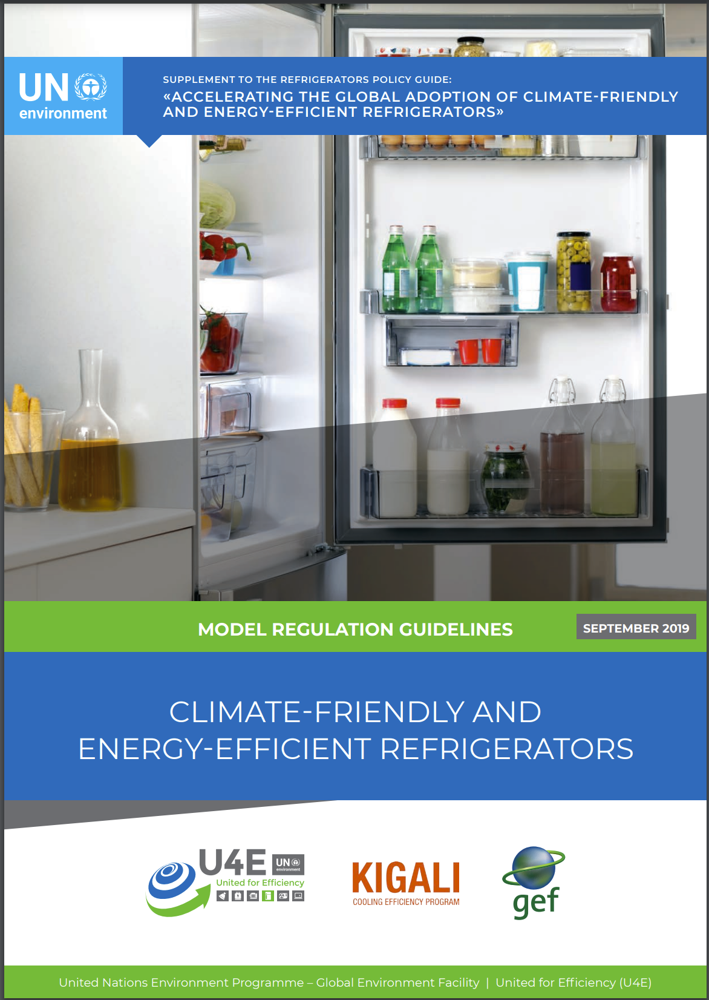 UN
environment
SUPPLEMENT TO THE REFRIGERATORS POLICY GUIDE:
«ACCELERATING THE GLOBAL ADOPTION OF CLIMATE-FRIENDLY
AND ENERGY-EFFICIENT REFRIGERATORS»
MODEL REGULATION GUIDELINES
SEPTEMBER 2019
CLIMATE-FRIENDLY AND
ENERGY-EFFICIENT REFRIGERATORS
U4E
UN
environment
United for Efficiency
KIGALI
COOLING EFFICIENCY PROGRAM
gef
United Nations Environment Programme – Global Environment Facility | United for Efficiency (U4E)